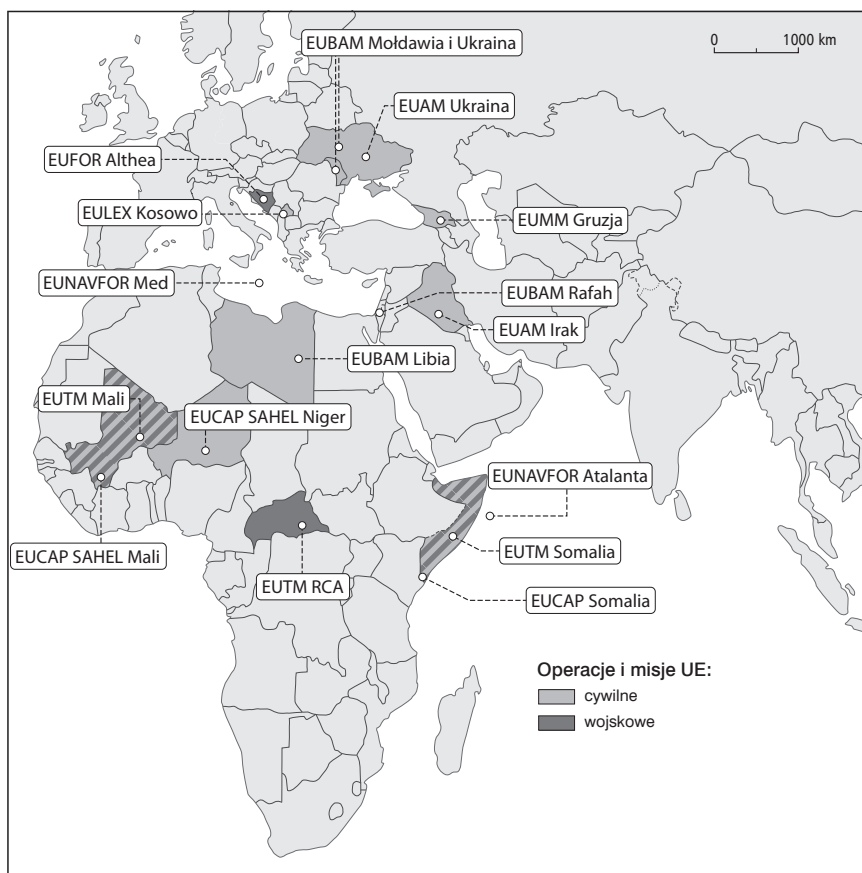 EUBAM Mołdawia i Ukraina
0 1000 km
EUAM Ukraina
EUFOR Althea
EULEX Kosowo
EUMM Gruzja
EUNAVFOR Med
EUBAM Rafah
EUAM Irak
EUBAM Libia
EUTM Mali
EUCAP SAHEL Niger
EUNAVFOR Atalanta
EUCAP SAHEL Mali
EUTM Somalia
EUTM RCA
EUCAP Somalia
Operacje i misje UE:
cywilne
wojskowe